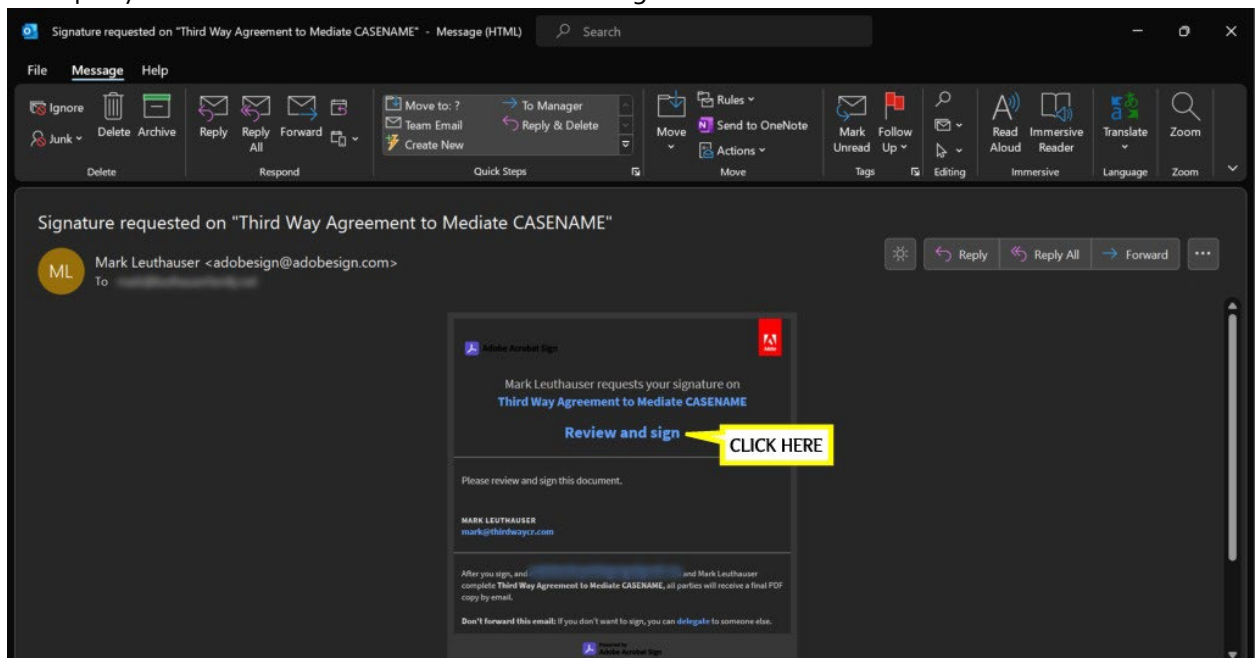 Signature requested on "Third Way Agreement to Mediate CASENAME" - Message (HTML)
Search
File Message Help
Ignore
Junk
Delete
Archive
Reply
Reply All
Forward
Move to: ?
To Manager
Team Email
Reply & Delete
Create New
Move
Rules
Send to OneNote
Actions
Mark Unread
Follow Up
Read Aloud
Immersive Reader
Translate
Zoom
Delete
Respond
Quick Steps
Move
Tags
Editing
Immersive
Language
Zoom
Signature requested on "Third Way Agreement to Mediate CASENAME"
ML
Mark Leuthauser <adobesign@adobesign.com>
To
Reply
Reply All
Forward
Adobe Acrobat Sign
Adobe
Mark Leuthauser requests your signature on
Third Way Agreement to Mediate CASENAME
Review and sign
CLICK HERE
Please review and sign this document.
MARK LEUTHAUSER
mark@thirdwaycr.com
After you sign, and and Mark Leuthauser
complete Third Way Agreement to Mediate CASENAME, all parties will receive a final PDF
copy by email.
Don't forward this email: If you don't want to sign, you can delegate to someone else.
Powered by
Adobe Acrobat Sign